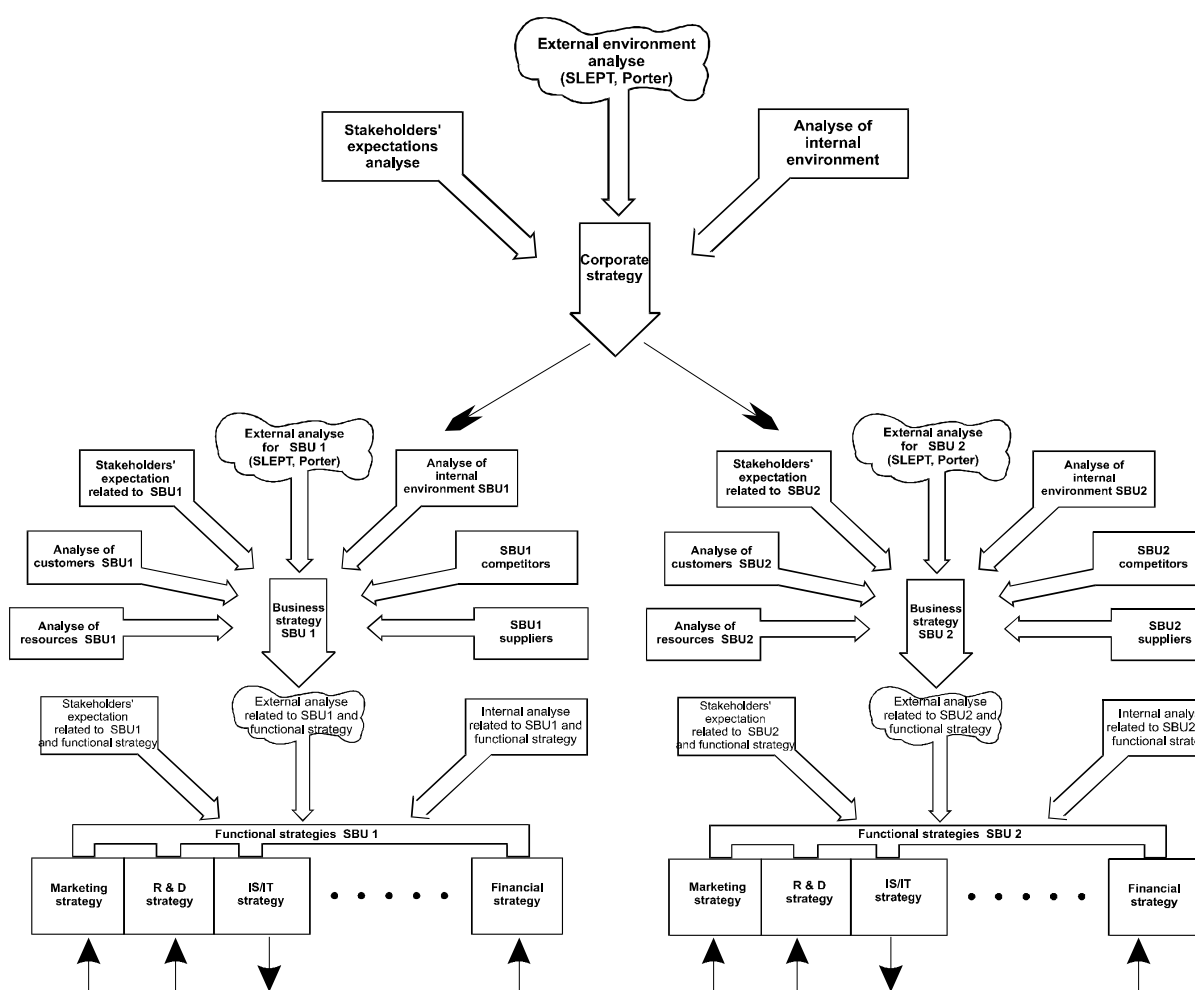 External environment
analyse
(SLEPT, Porter)
Stakeholders'
expectations
analyse
Analyse of
internal
environment
Corporate
strategy
External analyse
for SBU 1
(SLEPT, Porter)
Stakeholders'
expectation
related to SBU1
Analyse of
internal
environment SBU1
Analyse of
customers SBU1
SBU1
competitors
Analyse of
resources SBU1
Business
strategy
SBU 1
SBU1
suppliers
External analyse
for SBU 2
(SLEPT, Porter)
Stakeholders'
expectation
related to SBU2
Analyse of
internal
environment SBU2
Analyse of
customers SBU2
SBU2
competitors
Analyse of
resources SBU2
Business
strategy
SBU 2
SBU2
suppliers
Stakeholders'
expectation
related to SBU1
and functional strategy
External analyse
related to SBU1 and
functional strategy
Internal analyse
related to SBU1 and
functional strategy
Functional strategies SBU 1
Marketing
strategy
R & D
strategy
IS/IT
strategy
Financial
strategy
Stakeholders'
expectation
related to SBU2
and functional strategy
External analyse
related to SBU2 and
functional strategy
Internal analy
related to SBU2
functional strate
Functional strategies SBU 2
Marketing
strategy
R & D
strategy
IS/IT
strategy
Financial
strategy